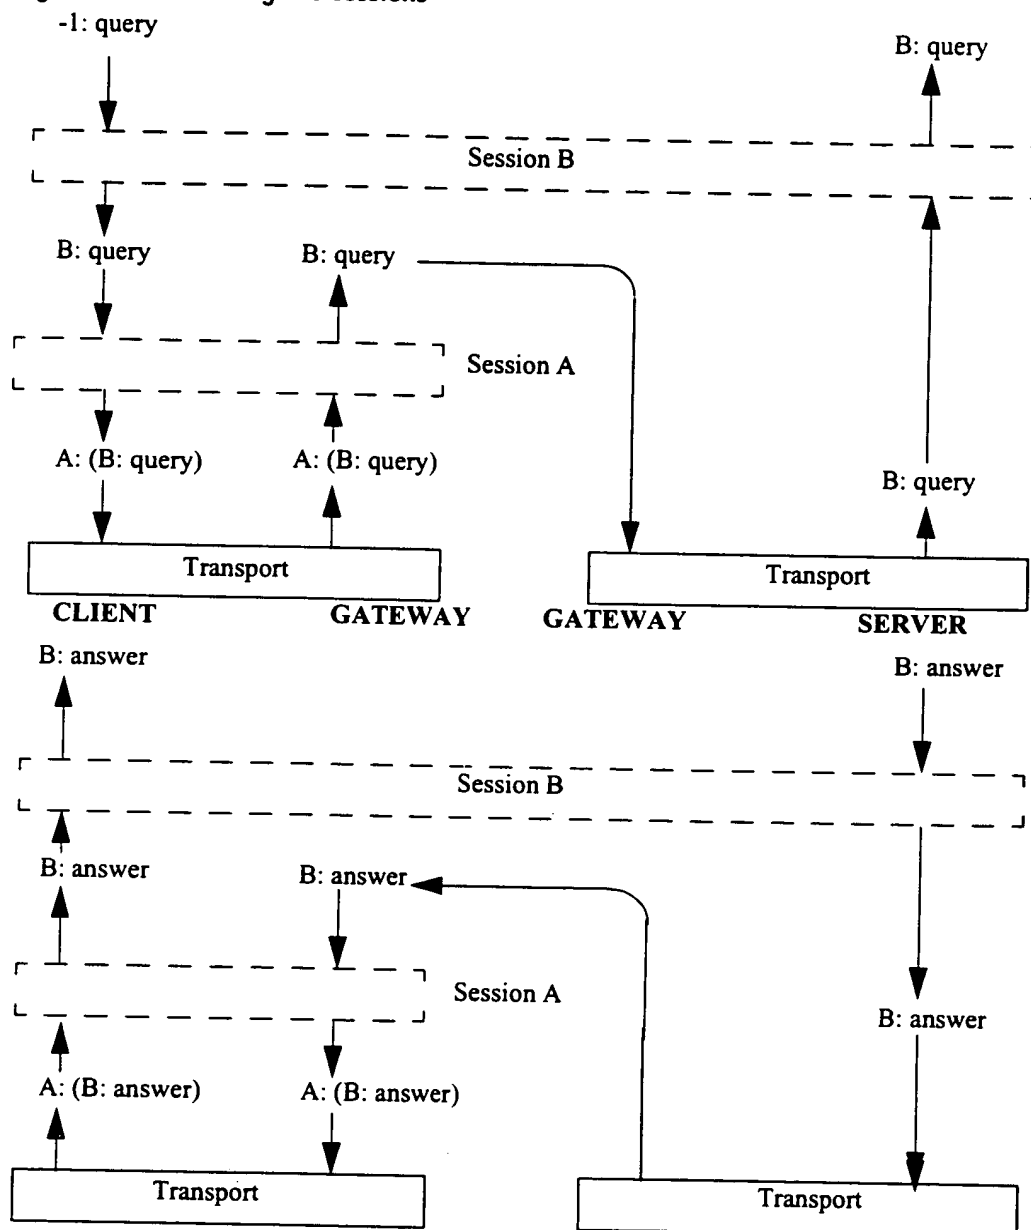 -1: query
B: query
Session B
B: query
B: query
Session A
A: (B: query)
A: (B: query)
B: query
Transport
Transport
CLIENT
GATEWAY
GATEWAY
SERVER
B: answer
B: answer
Session B
B: answer
B: answer
Session A
B: answer
A: (B: answer)
A: (B: answer)
Transport
Transport